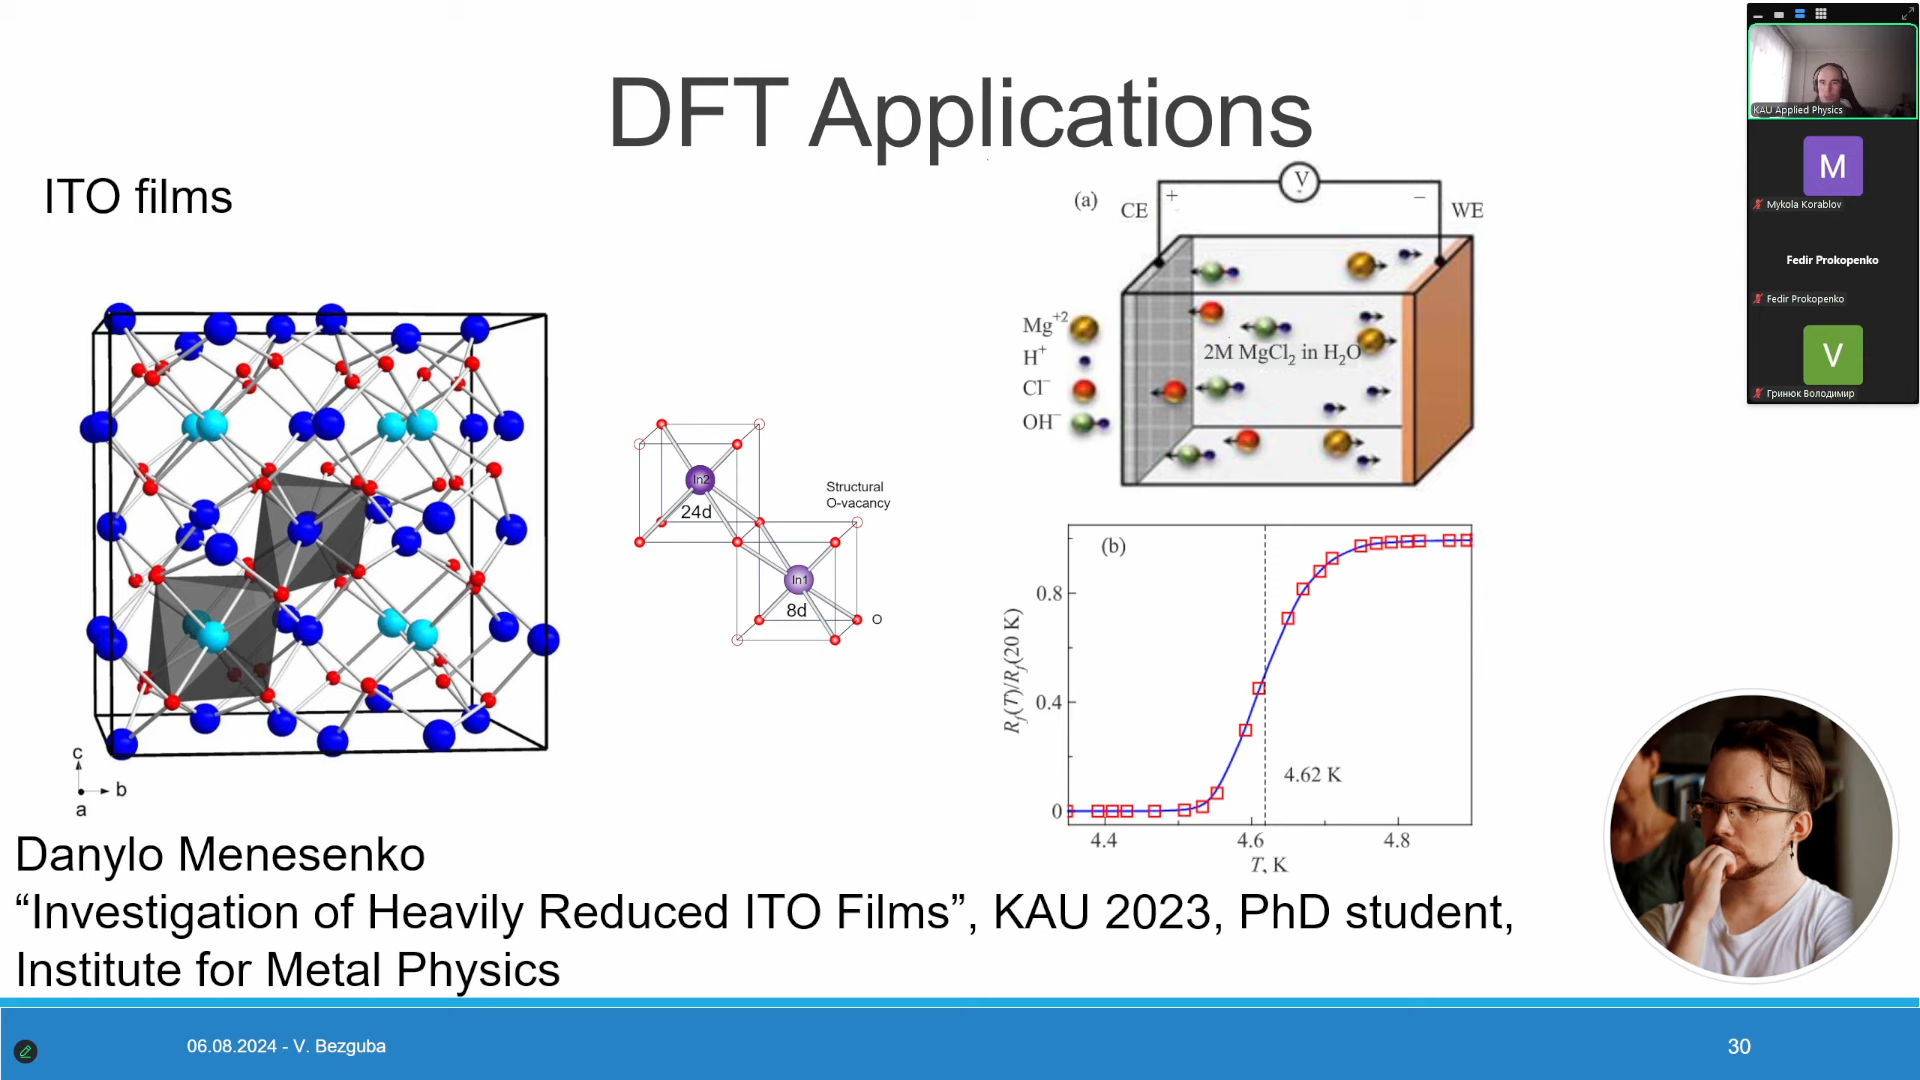 DFT Applications
ITO films
c
b
a
In2
24d
Structural
O-vacancy
In1
8d
O
(a)
CE
+
V
−
WE
Mg+2
H+
Cl−
OH−
2M MgCl2 in H2O
(b)
Rf(T)/Rf(20 K)
0.8
0.4
0
4.62 K
4.4
4.6
4.8
T, K
Danylo Menesenko
“Investigation of Heavily Reduced ITO Films”, KAU 2023, PhD student,
Institute for Metal Physics
06.08.2024 - V. Bezguba
30
KAU Applied Physics
M
Mykola Korablov
Fedir Prokopenko
Fedir Prokopenko
V
Гринюк Володимир